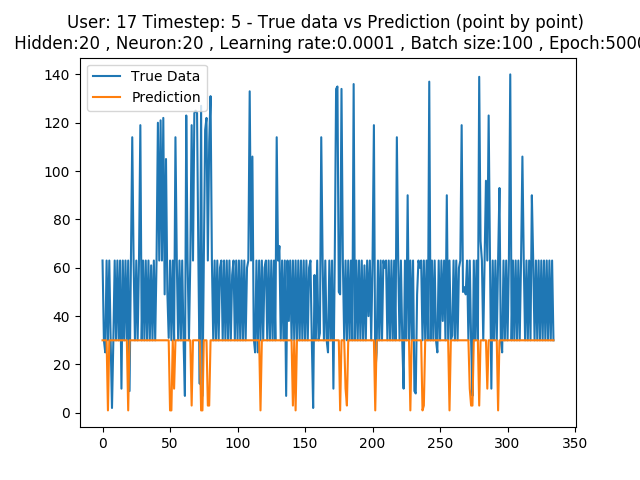 User: 17 Timestep: 5 - True data vs Prediction (point by point)
Hidden:20 , Neuron:20 , Learning rate:0.0001 , Batch size:100 , Epoch:5000
True Data
Prediction
140
120
100
80
60
40
20
0
0 50 100 150 200 250 300 350